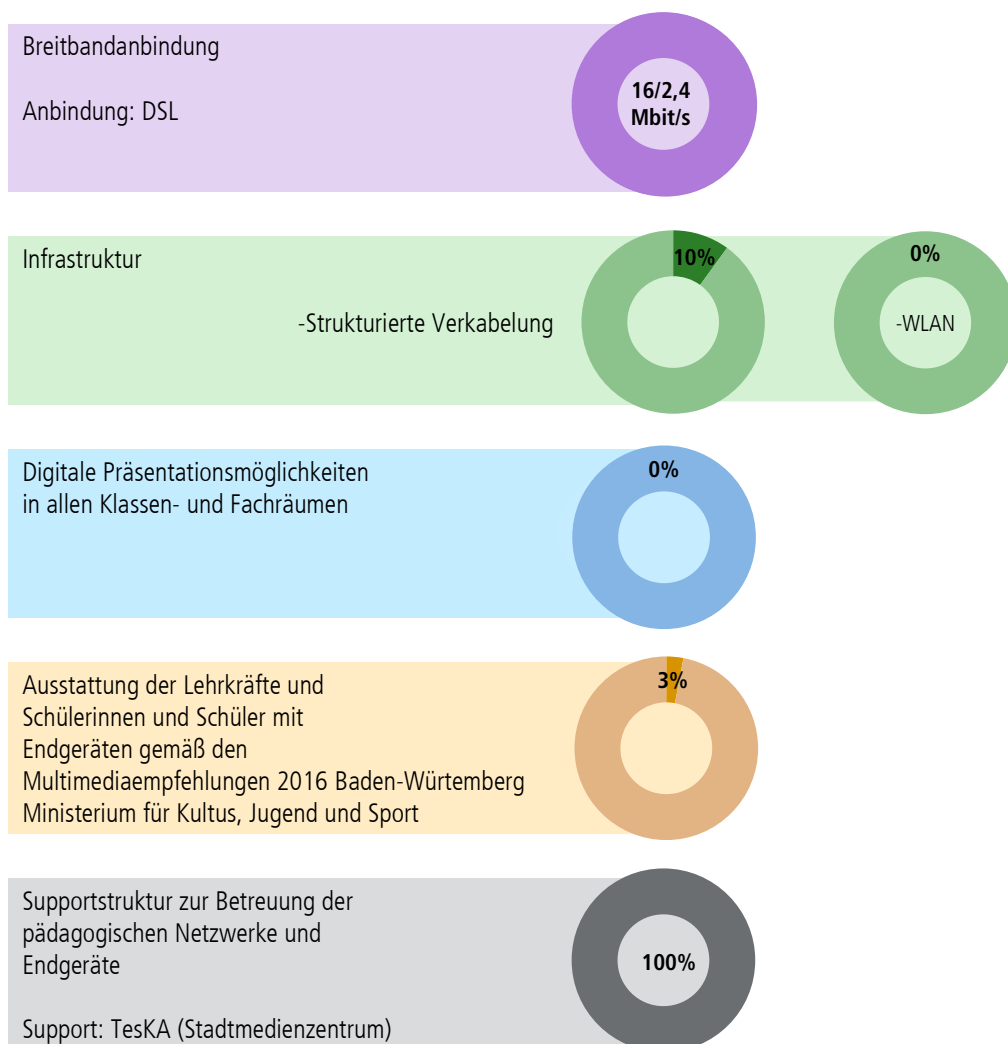 Breitbandanbindung
Anbindung: DSL
16/2,4
Mbit/s
Infrastruktur
-Strukturierte Verkabelung
10%
0%
-WLAN
Digitale Präsentationsmöglichkeiten
in allen Klassen- und Fachräumen
0%
Ausstattung der Lehrkräfte und
Schülerinnen und Schüler mit
Endgeräten gemäß den
Multimediaempfehlungen 2016 Baden-Würtemberg
Ministerium für Kultus, Jugend und Sport
3%
Supportstruktur zur Betreuung der
pädagogischen Netzwerke und
Endgeräte
Support: TesKA (Stadtmedienzentrum)
100%